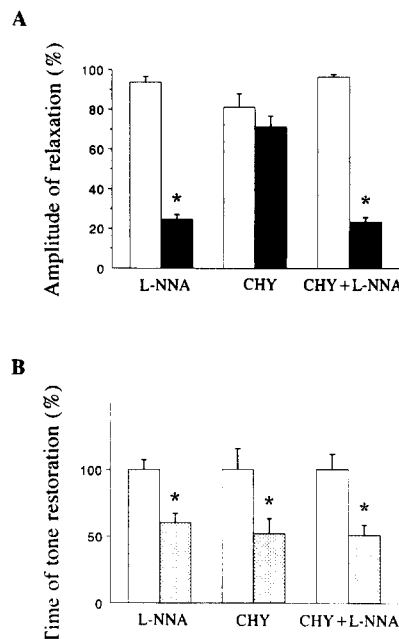 A
Amplitude of relaxation (%)
100
80
60
40
20
0
*
*
L-NNA CHY CHY+L-NNA
B
Time of tone restoration (%)
100
50
0
*
*
*
L-NNA CHY CHY+L-NNA